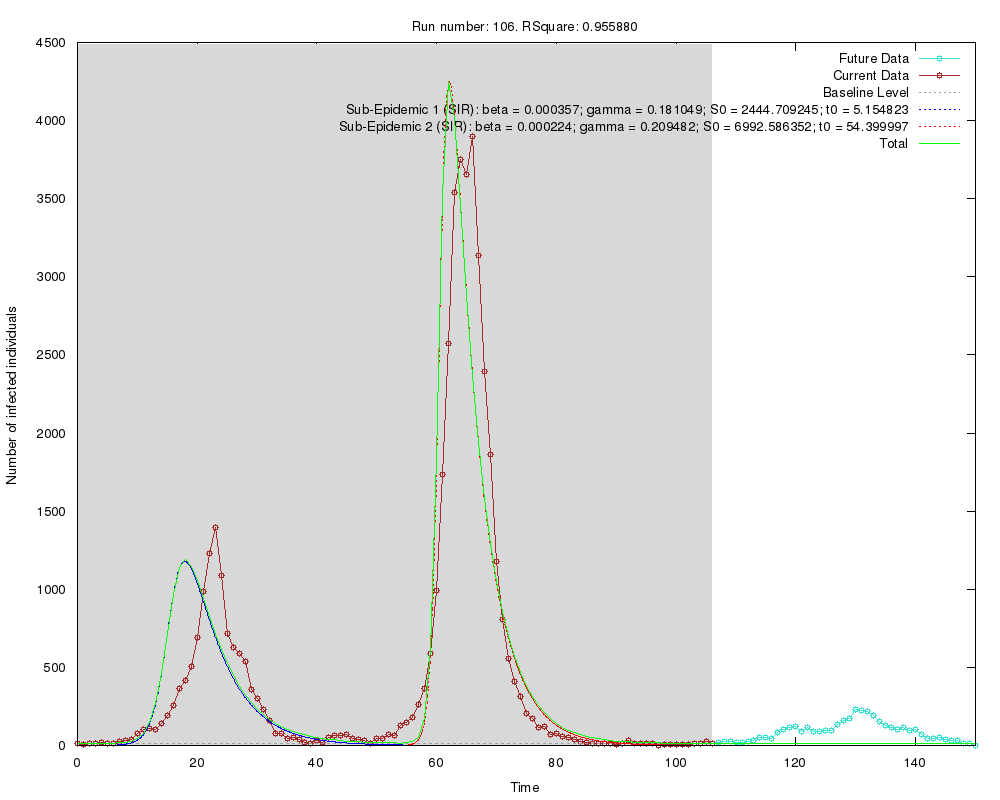 Run number: 106. RSquare: 0.955880
4500
4000
3500
3000
2500
2000
1500
1000
500
0
Number of infected individuals
Future Data
Current Data
Baseline Level
Sub-Epidemic 1 (SIR): beta = 0.000357; gamma = 0.181049; S0 = 2444.709245; t0 = 5.154823
Sub-Epidemic 2 (SIR): beta = 0.000224; gamma = 0.209482; S0 = 6992.586352; t0 = 54.399997
Total
0 20 40 60 80 100 120 140
Time